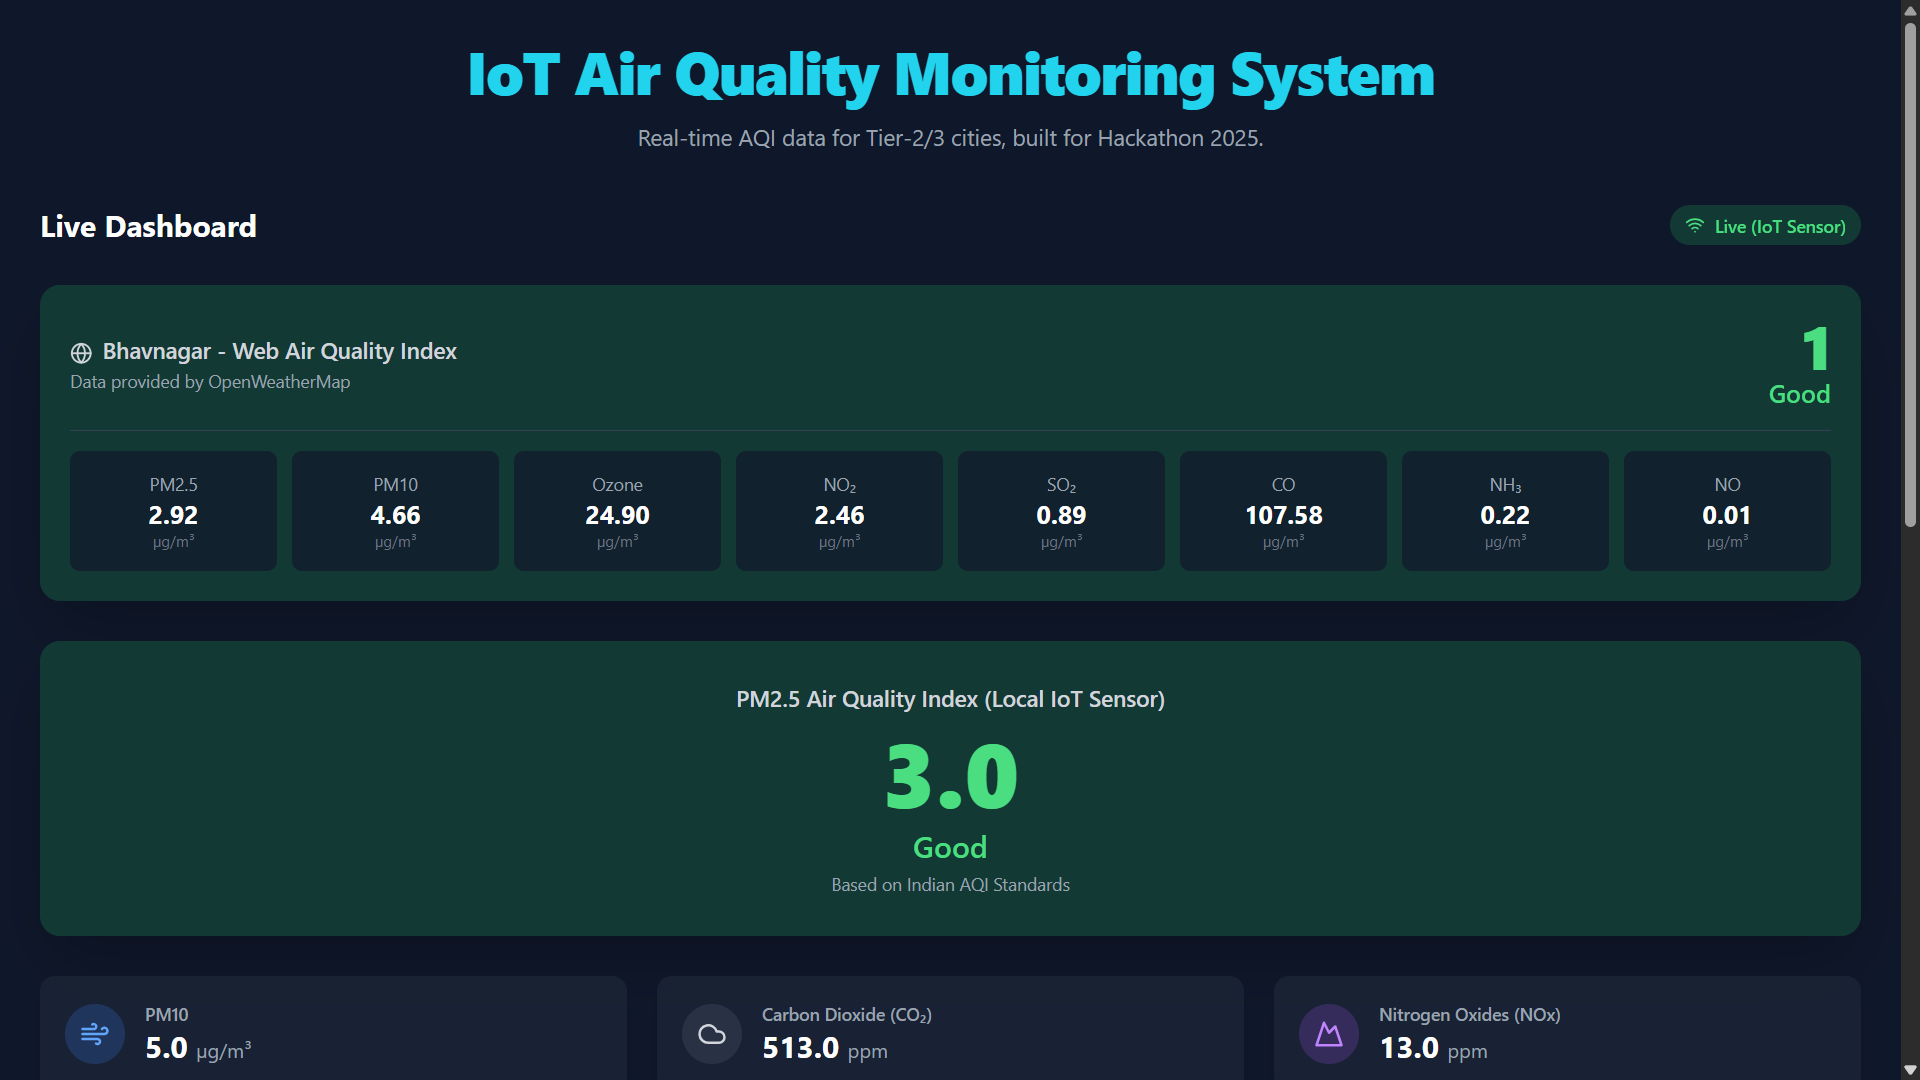 IoT Air Quality Monitoring System
Real-time AQI data for Tier-2/3 cities, built for Hackathon 2025.
Live Dashboard
Live (IoT Sensor)
Bhavnagar - Web Air Quality Index
Data provided by OpenWeatherMap
1
Good
PM2.5
2.92
µg/m³
PM10
4.66
µg/m³
Ozone
24.90
µg/m³
NO₂
2.46
µg/m³
SO₂
0.89
µg/m³
CO
107.58
µg/m³
NH₃
0.22
µg/m³
NO
0.01
µg/m³
PM2.5 Air Quality Index (Local IoT Sensor)
3.0
Good
Based on Indian AQI Standards
PM10
5.0 µg/m³
Carbon Dioxide (CO₂)
513.0 ppm
Nitrogen Oxides (NOx)
13.0 ppm